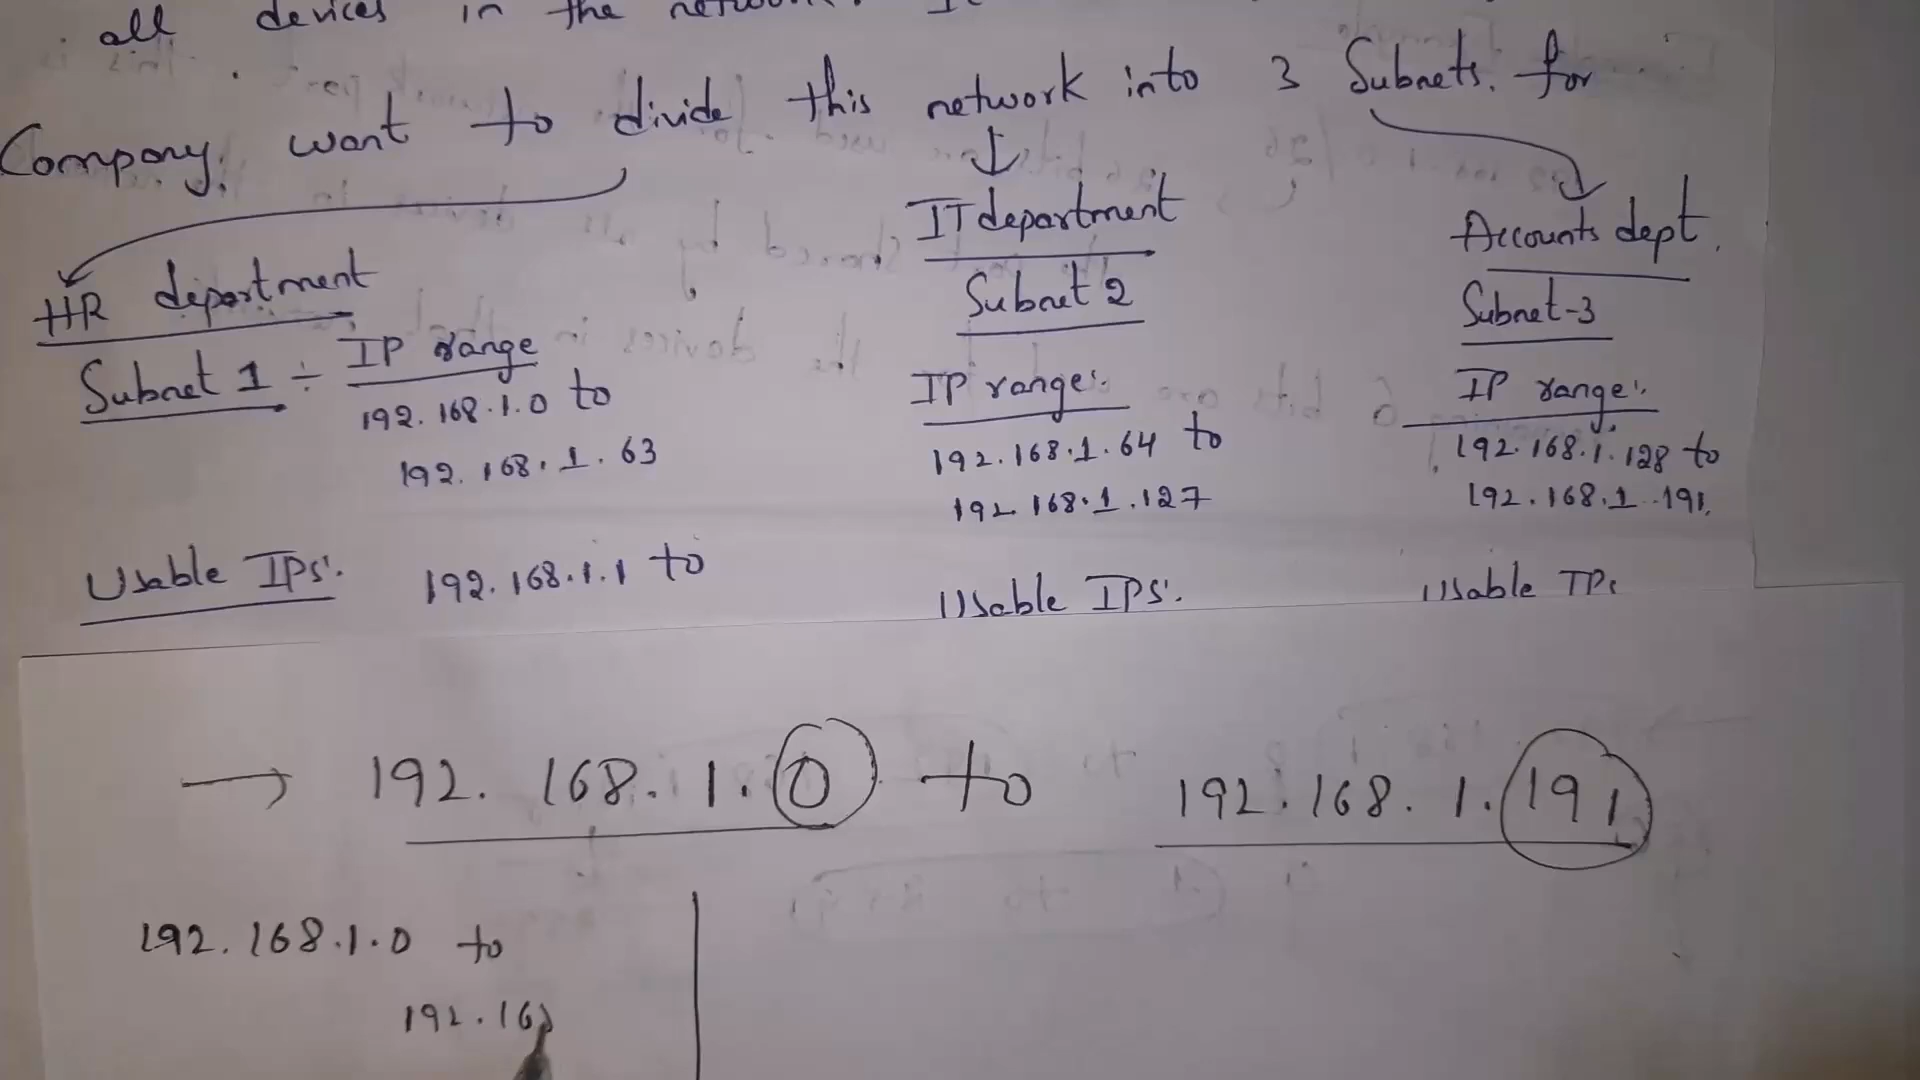 all devices in the
Company want to divide this network into 3 Subnets. for
HR department
Subnet 1 ÷ IP range
192.168.1.0 to
192.168.1.63
Usable IPs:
192.168.1.1 to
IT department
Subnet 2
IP range:
192.168.1.64 to
192.168.1.127
Usable IPs:
Accounts dept.
Subnet-3
IP range:
192.168.1.128 to
192.168.1.191
Usable IPs
→ 192.168.1.0 to 192.168.1.191
192.168.1.0 to
192.168